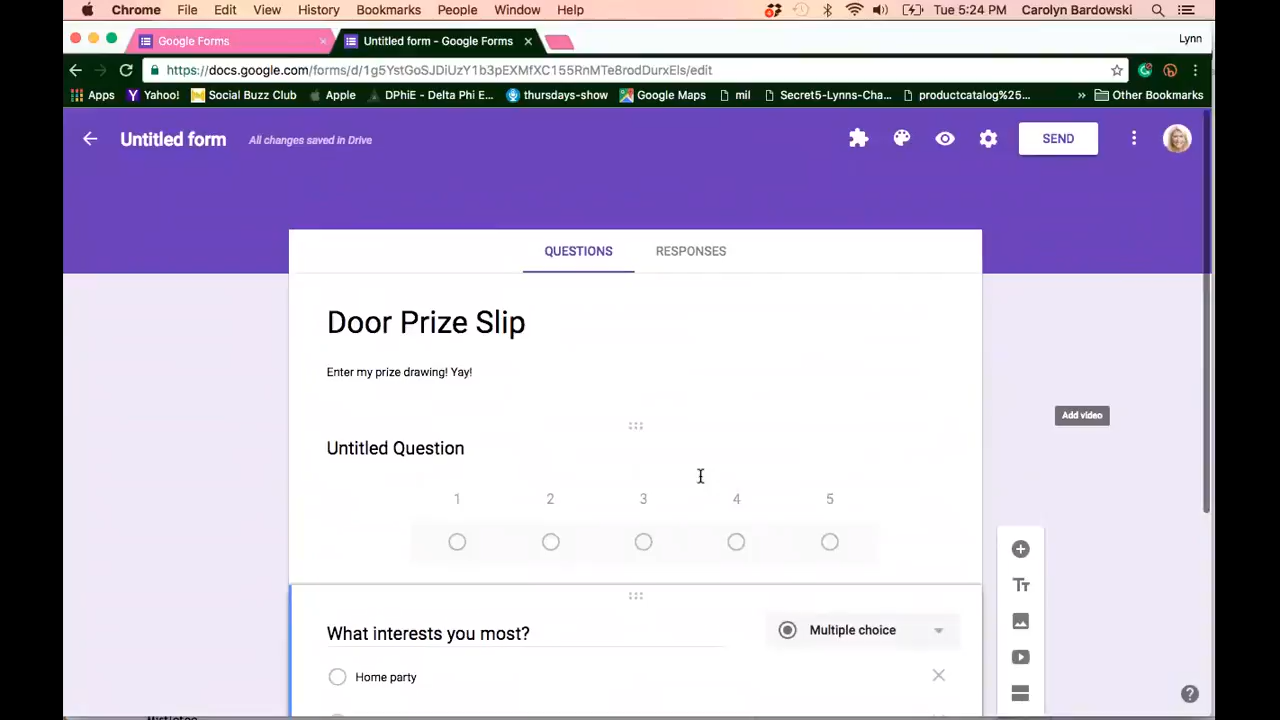 Chrome File Edit View History Bookmarks People Window Help Tue 5:24 PM Carolyn Bardowski
Google Forms × Untitled form - Google Forms × Lynn
https://docs.google.com/forms/d/1g5YstGoSJDiUzY1b3pEXMfXC155RnMTe8rodDurxEls/edit
Apps Yahoo! Social Buzz Club Apple DPhiE - Delta Phi E... thursdays-show Google Maps mil Secret5-Lynns-Cha... productcatalog%25... » Other Bookmarks
Untitled form All changes saved in Drive SEND
QUESTIONS RESPONSES
Door Prize Slip
Enter my prize drawing! Yay!
Add video
Untitled Question
1 2 3 4 5
What interests you most? Multiple choice
Home party
Mistletoe